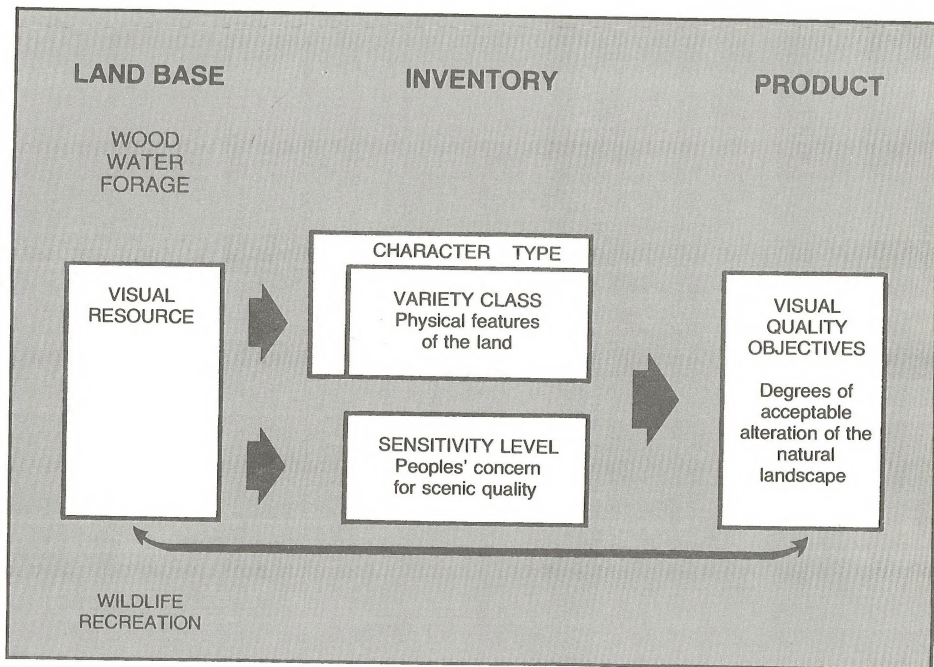 LAND BASE
INVENTORY
PRODUCT
WOOD
WATER
FORAGE
VISUAL
RESOURCE
CHARACTER TYPE
VARIETY CLASS
Physical features
of the land
SENSITIVITY LEVEL
Peoples' concern
for scenic quality
VISUAL
QUALITY
OBJECTIVES
Degrees of
acceptable
alteration of the
natural
landscape
WILDLIFE
RECREATION